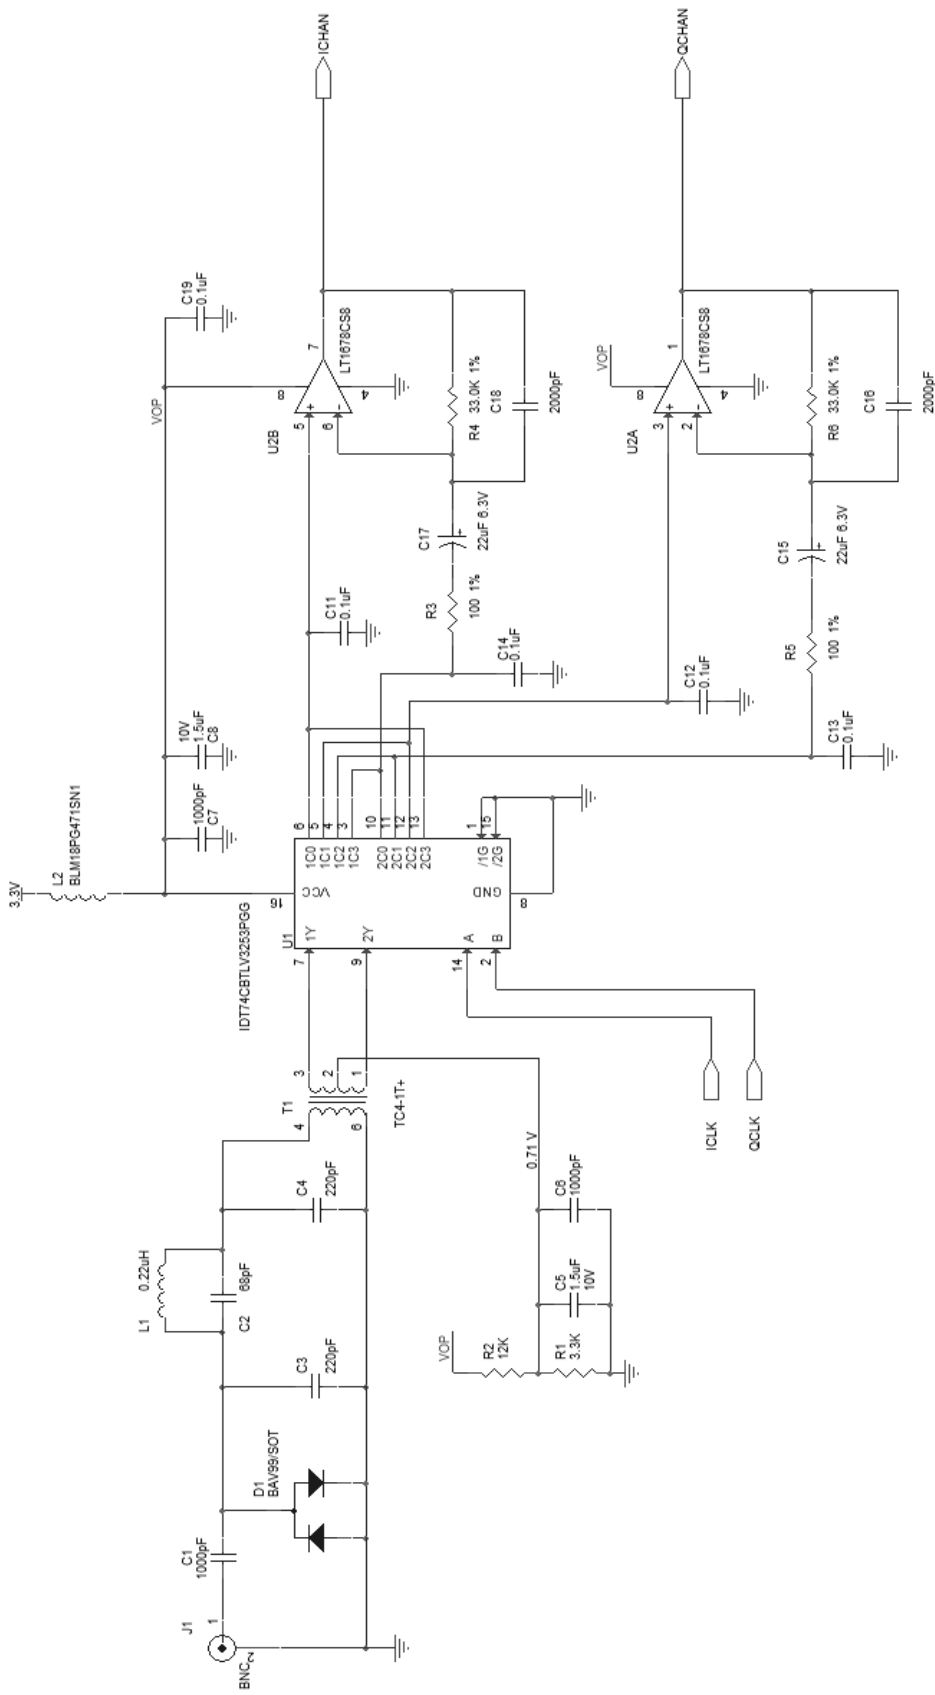 J1
1
BNC
2
C1
1000pF
D1
BAV99/SOT
C3
220pF
L1
0.22uH
C2
68pF
C4
220pF
T1
4
6
3
2
1
TC4-1T+
0.71 V
VOP
R2
12K
R1
3.3K
C5
1.5uF
10V
C6
1000pF
ICLK
QCLK
3.3V
L2
BLM18PG471SN1
IDT74CBTLV3253PGG
U1
7
1Y
9
2Y
14
A
2
B
16
VCC
8
GND
1C0
6
1C1
5
1C2
4
1C3
3
2C0
10
2C1
11
2C2
12
2C3
13
/1G
1
/2G
15
1000pF
C7
10V
1.5uF
C8
C11
0.1uF
C14
0.1uF
C12
0.1uF
C13
0.1uF
R3
100 1%
C17
+
22uF 6.3V
R5
100 1%
C15
+
22uF 6.3V
VOP
C19
0.1uF
U2B
5
+
6
-
8
4
7
LT1678CS8
R4
33.0K 1%
C18
2000pF
VOP
U2A
3
+
2
-
8
4
1
LT1678CS8
R6
33.0K 1%
C16
2000pF
ICHAN
QCHAN